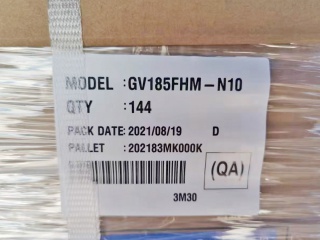 MODEL :GV185FHM-N10
QTY :144
PACK DATE: 2021/08/19 D
PALLET :202183MK000K
(QA)
3M30